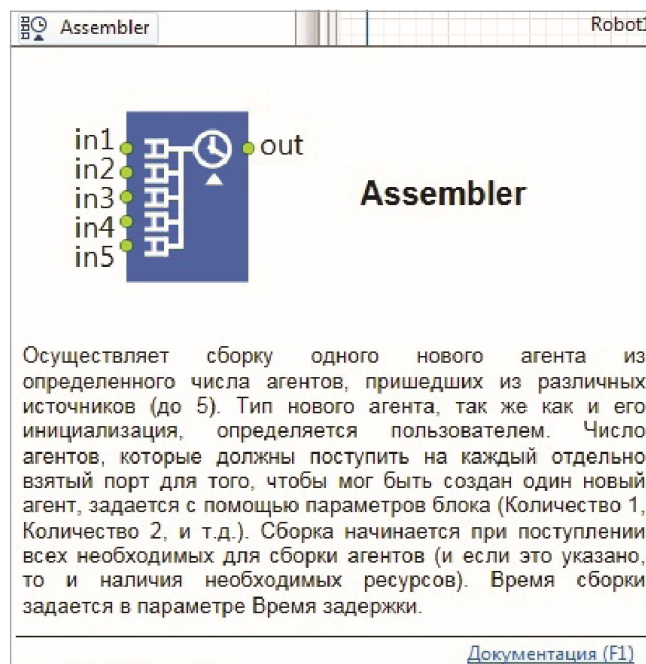 Assembler
Robot1
in1
in2
in3
in4
in5
out
Assembler
Осуществляет сборку одного нового агента из
определенного числа агентов, пришедших из различных
источников (до 5). Тип нового агента, так же как и его
инициализация, определяется пользователем. Число
агентов, которые должны поступить на каждый отдельно
взятый порт для того, чтобы мог быть создан один новый
агент, задается с помощью параметров блока (Количество 1,
Количество 2, и т.д.). Сборка начинается при поступлении
всех необходимых для сборки агентов (и если это указано,
то и наличия необходимых ресурсов). Время сборки
задается в параметре Время задержки.
Документация (F1)